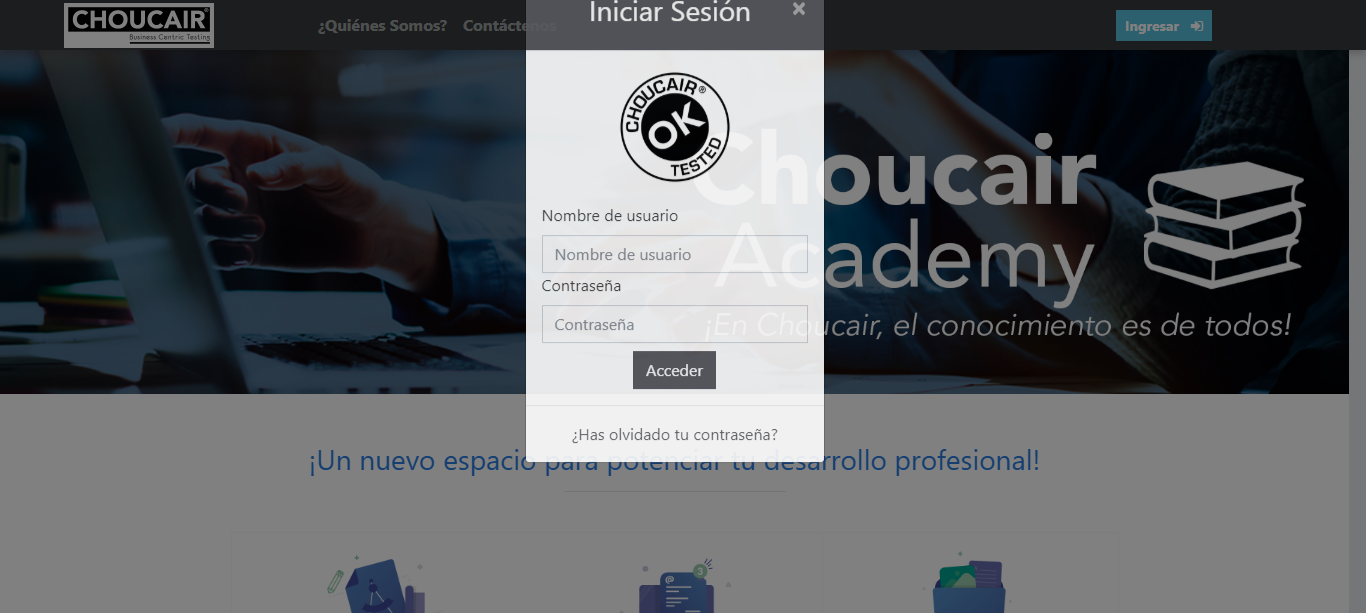 CHOUCAIR®
Business Centric Testing
¿Quiénes Somos?
Contáctenos
Ingresar
Iniciar Sesión
×
CHOUCAIR®
OK
TESTED
Nombre de usuario
Nombre de usuario
Contraseña
Contraseña
Acceder
¿Has olvidado tu contraseña?
Choucair
Academy
¡En Choucair, el conocimiento es de todos!
¡Un nuevo espacio para potenciar tu desarrollo profesional!
3
@